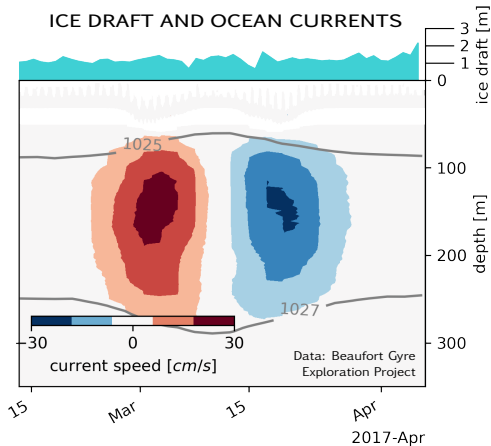 ICE DRAFT AND OCEAN CURRENTS
3
2
1
0
ice draft [m]
1025
100
200
300
depth [m]
1027
−30 0 30
current speed [cm/s]
Data: Beaufort Gyre
Exploration Project
15 Mar 15 Apr
2017-Apr